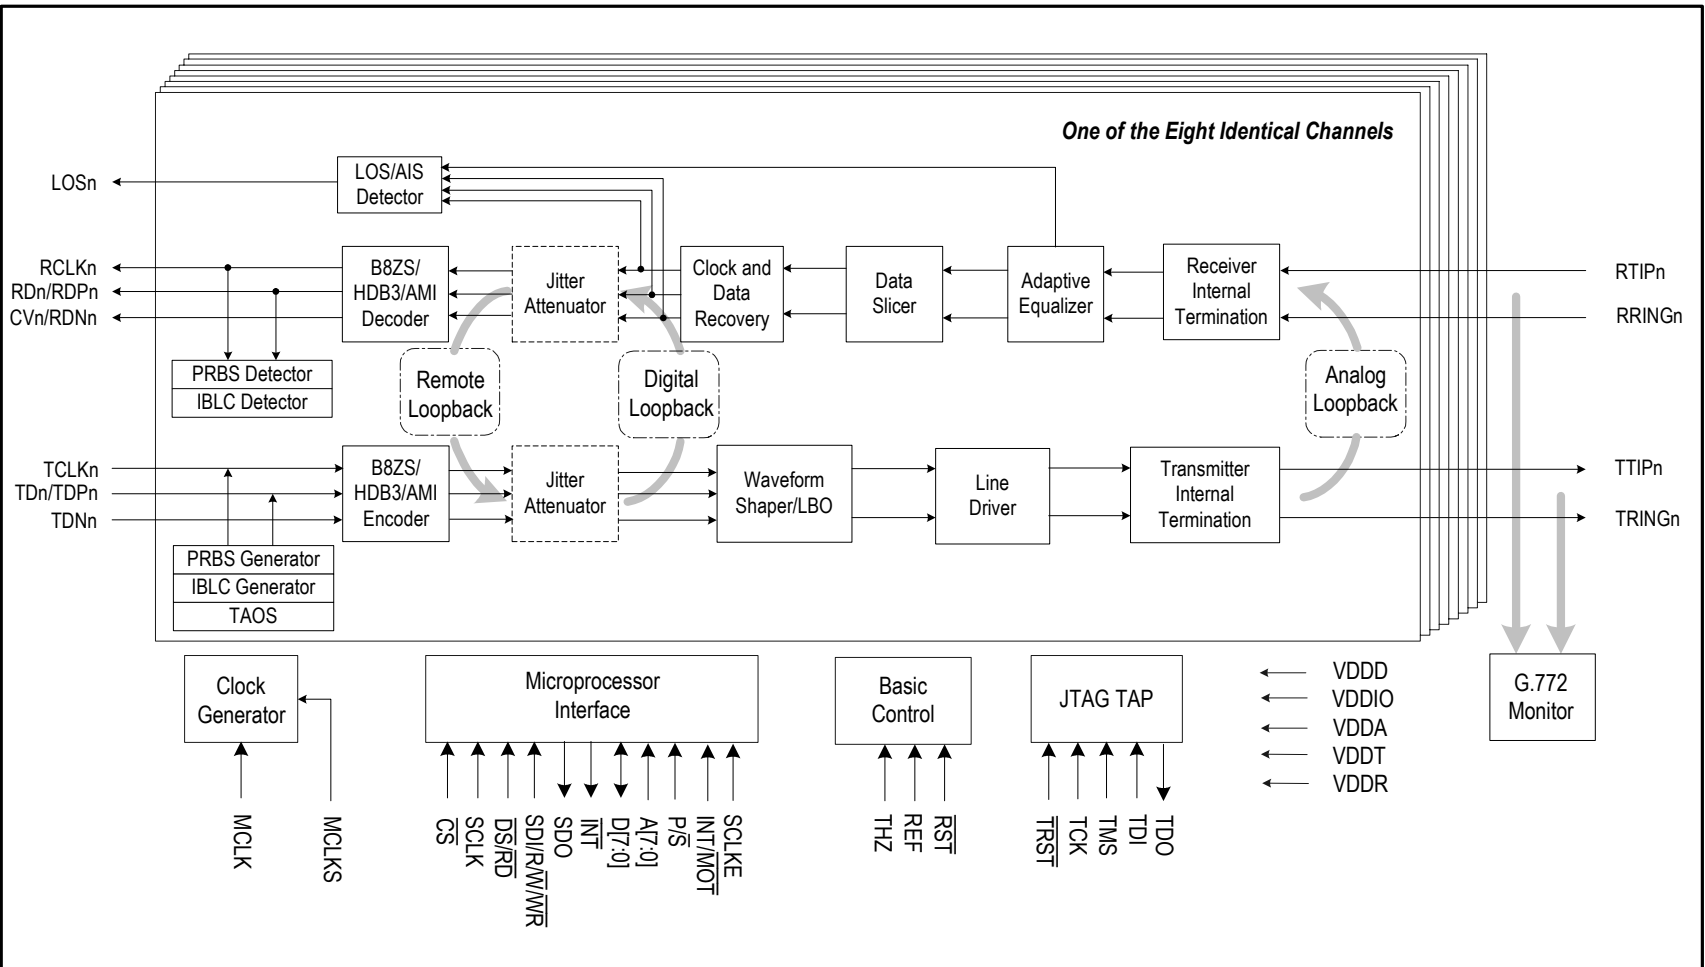 One of the Eight Identical Channels
LOSn
LOS/AIS
Detector
RCLKn
RDn/RDPn
CVn/RDNn
B8ZS/
HDB3/AMI
Decoder
Jitter
Attenuator
Clock and
Data
Recovery
Data
Slicer
Adaptive
Equalizer
Receiver
Internal
Termination
RTIPn
RRINGn
PRBS Detector
IBLC Detector
Remote
Loopback
Digital
Loopback
Analog
Loopback
TCLKn
TDn/TDPn
TDNn
B8ZS/
HDB3/AMI
Encoder
Jitter
Attenuator
Waveform
Shaper/LBO
Line
Driver
Transmitter
Internal
Termination
TTIPn
TRINGn
PRBS Generator
IBLC Generator
TAOS
Clock
Generator
Microprocessor
Interface
Basic
Control
JTAG TAP
VDDD
VDDIO
VDDA
VDDT
VDDR
G.772
Monitor
MCLK
MCLKS
CS
SCLK
DS/RD
SDI/R/W/WR
SDO
INT
D[7:0]
A[7:0]
P/S
INT/MOT
SCLKE
THZ
REF
RST
TRST
TCK
TMS
TDI
TDO